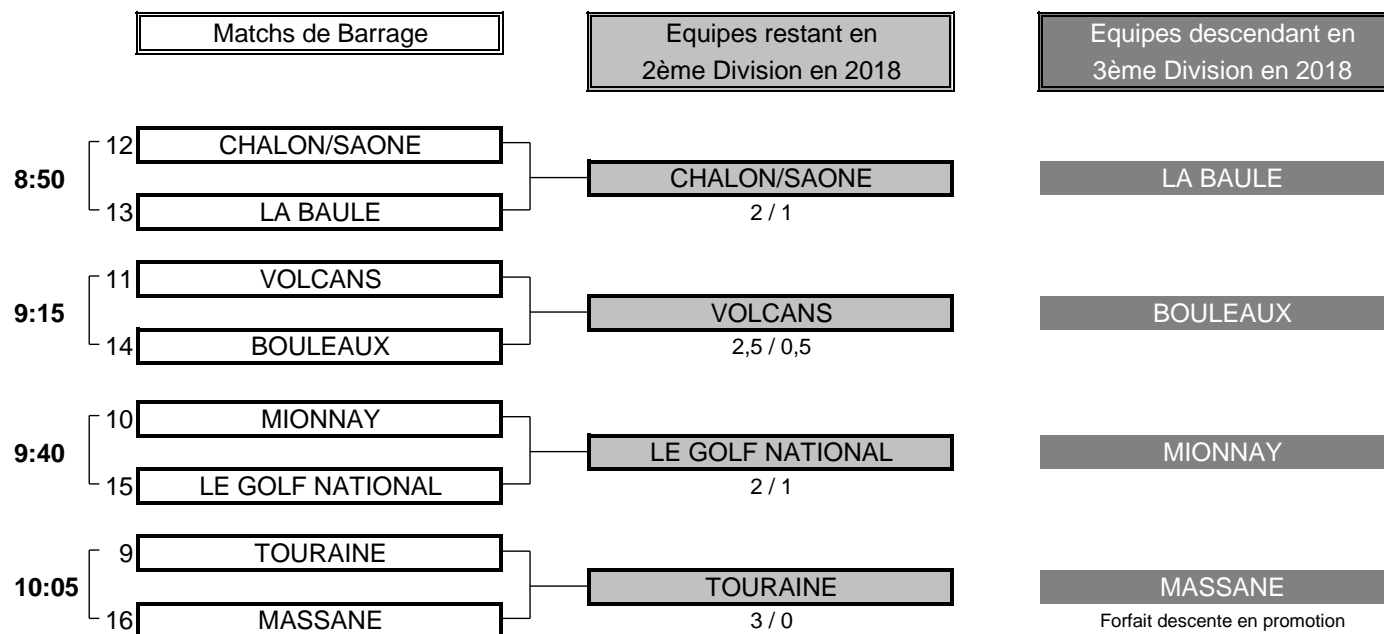 Matchs de Barrage
Equipes restant en
2ème Division en 2018
Equipes descendant en
3ème Division en 2018
8:50
12 CHALON/SAONE
13 LA BAULE
CHALON/SAONE
2 / 1
LA BAULE
9:15
11 VOLCANS
14 BOULEAUX
VOLCANS
2,5 / 0,5
BOULEAUX
9:40
10 MIONNAY
15 LE GOLF NATIONAL
LE GOLF NATIONAL
2 / 1
MIONNAY
10:05
9 TOURAINE
16 MASSANE
TOURAINE
3 / 0
MASSANE
Forfait descente en promotion